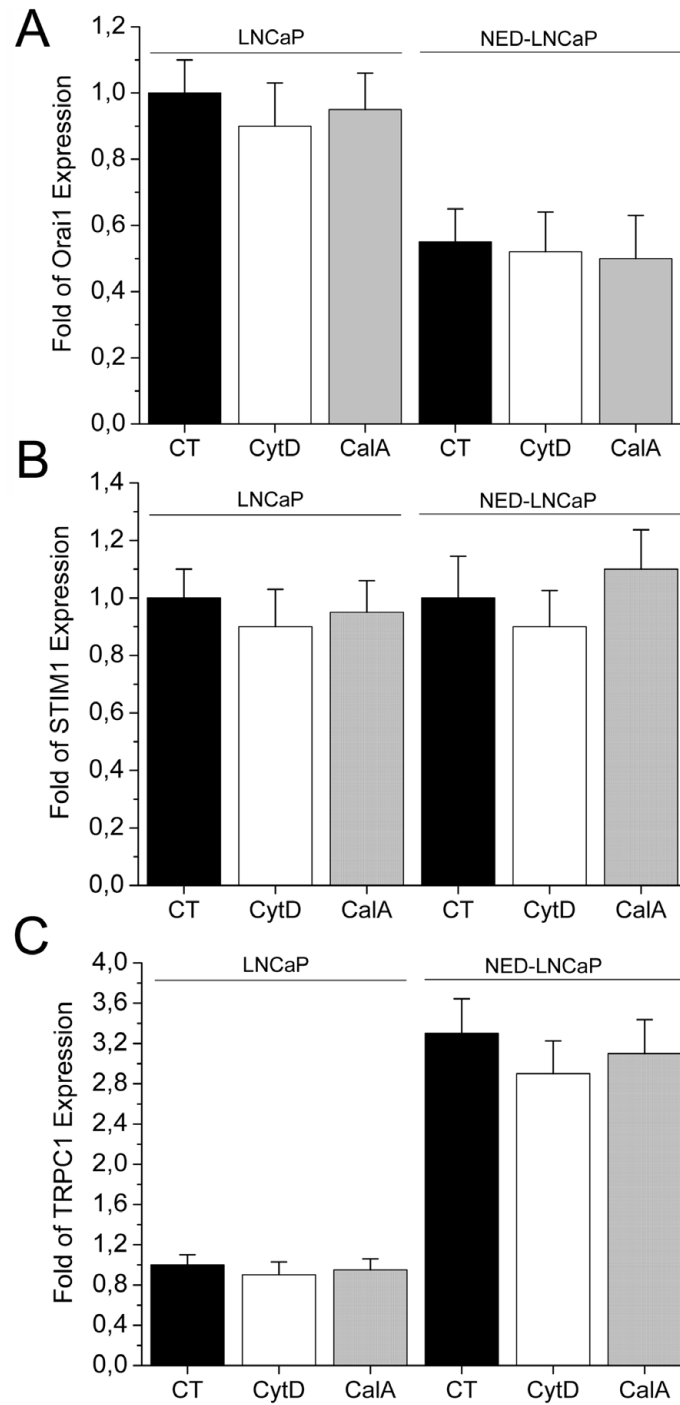 A
LNCaP NED-LNCaP
Fold of Orai1 Expression
1,2
1,0
0,8
0,6
0,4
0,2
0,0
CT CytD CalA CT CytD CalA
B
LNCaP NED-LNCaP
Fold of STIM1 Expression
1,4
1,2
1,0
0,8
0,6
0,4
0,2
0,0
CT CytD CalA CT CytD CalA
C
LNCaP NED-LNCaP
Fold of TRPC1 Expression
4,0
3,6
3,2
2,8
2,4
2,0
1,6
1,2
0,8
0,4
0,0
CT CytD CalA CT CytD CalA